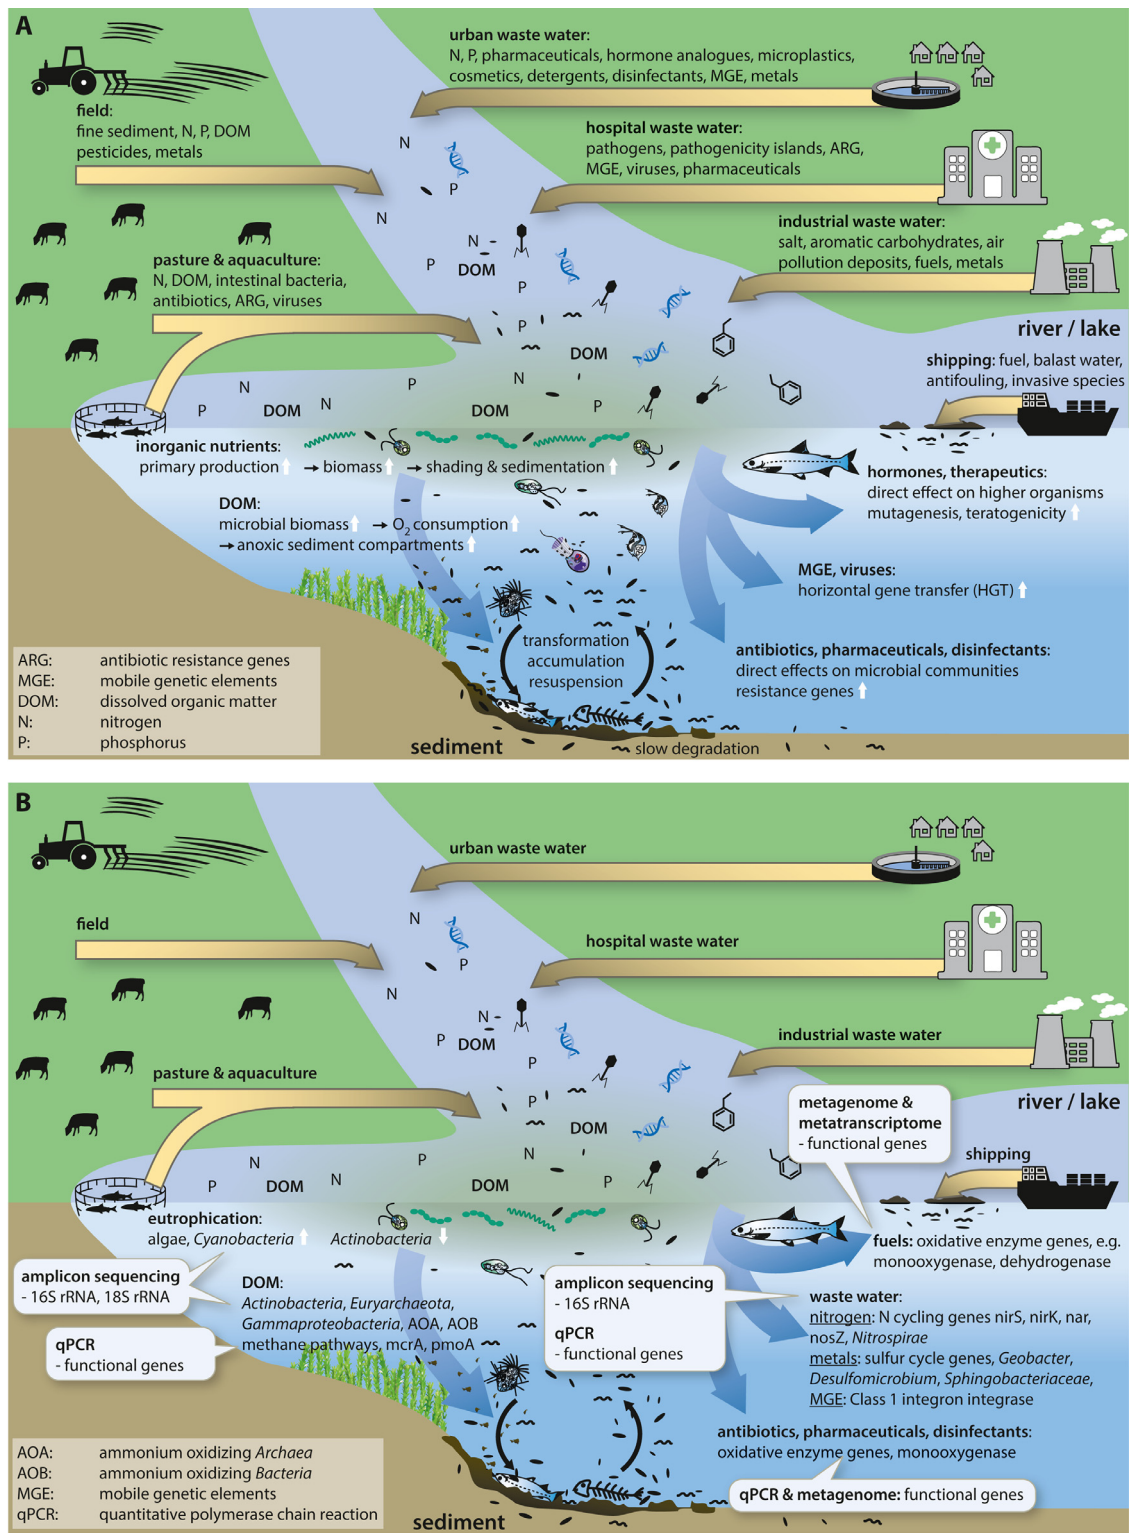 A
urban waste water:
N, P, pharmaceuticals, hormone analogues, microplastics,
cosmetics, detergents, disinfectants, MGE, metals
field:
fine sediment, N, P, DOM
pesticides, metals
hospital waste water:
pathogens, pathogenicity islands, ARG,
MGE, viruses, pharmaceuticals
N
P
N
industrial waste water:
salt, aromatic carbohydrates, air
pollution deposits, fuels, metals
pasture & aquaculture:
N, DOM, intestinal bacteria,
antibiotics, ARG, viruses
N
P
DOM
P
P
river / lake
DOM
shipping: fuel, balast water,
antifouling, invasive species
N
P
N
P
DOM
N
DOM
P
inorganic nutrients:
primary production → biomass → shading & sedimentation
hormones, therapeutics:
direct effect on higher organisms
mutagenesis, teratogenicity
DOM:
microbial biomass → O2 consumption
→ anoxic sediment compartments
MGE, viruses:
horizontal gene transfer (HGT)
transformation
accumulation
resuspension
antibiotics, pharmaceuticals, disinfectants:
direct effects on microbial communities
resistance genes
ARG: antibiotic resistance genes
MGE: mobile genetic elements
DOM: dissolved organic matter
N: nitrogen
P: phosphorus
sediment
slow degradation
B
urban waste water
field
N
P
N
hospital waste water
N
P
DOM
P
industrial waste water
pasture & aquaculture
P
DOM
metagenome &
metatranscriptome
- functional genes
river / lake
shipping
N
P
N
P
DOM
N
DOM
P
eutrophication:
algae, Cyanobacteria
Actinobacteria
fuels: oxidative enzyme genes, e.g.
monooxygenase, dehydrogenase
amplicon sequencing
- 16S rRNA, 18S rRNA
DOM:
Actinobacteria, Euryarchaeota,
Gammaproteobacteria, AOA, AOB
methane pathways, mcrA, pmoA
qPCR
- functional genes
amplicon sequencing
- 16S rRNA
qPCR
- functional genes
waste water:
nitrogen: N cycling genes nirS, nirK, nar,
nosZ, Nitrospirae
metals: sulfur cycle genes, Geobacter,
Desulfomicrobium, Sphingobacteriaceae,
MGE: Class 1 integron integrase
antibiotics, pharmaceuticals, disinfectants:
oxidative enzyme genes, monooxygenase
qPCR & metagenome: functional genes
AOA: ammonium oxidizing Archaea
AOB: ammonium oxidizing Bacteria
MGE: mobile genetic elements
qPCR: quantitative polymerase chain reaction
sediment